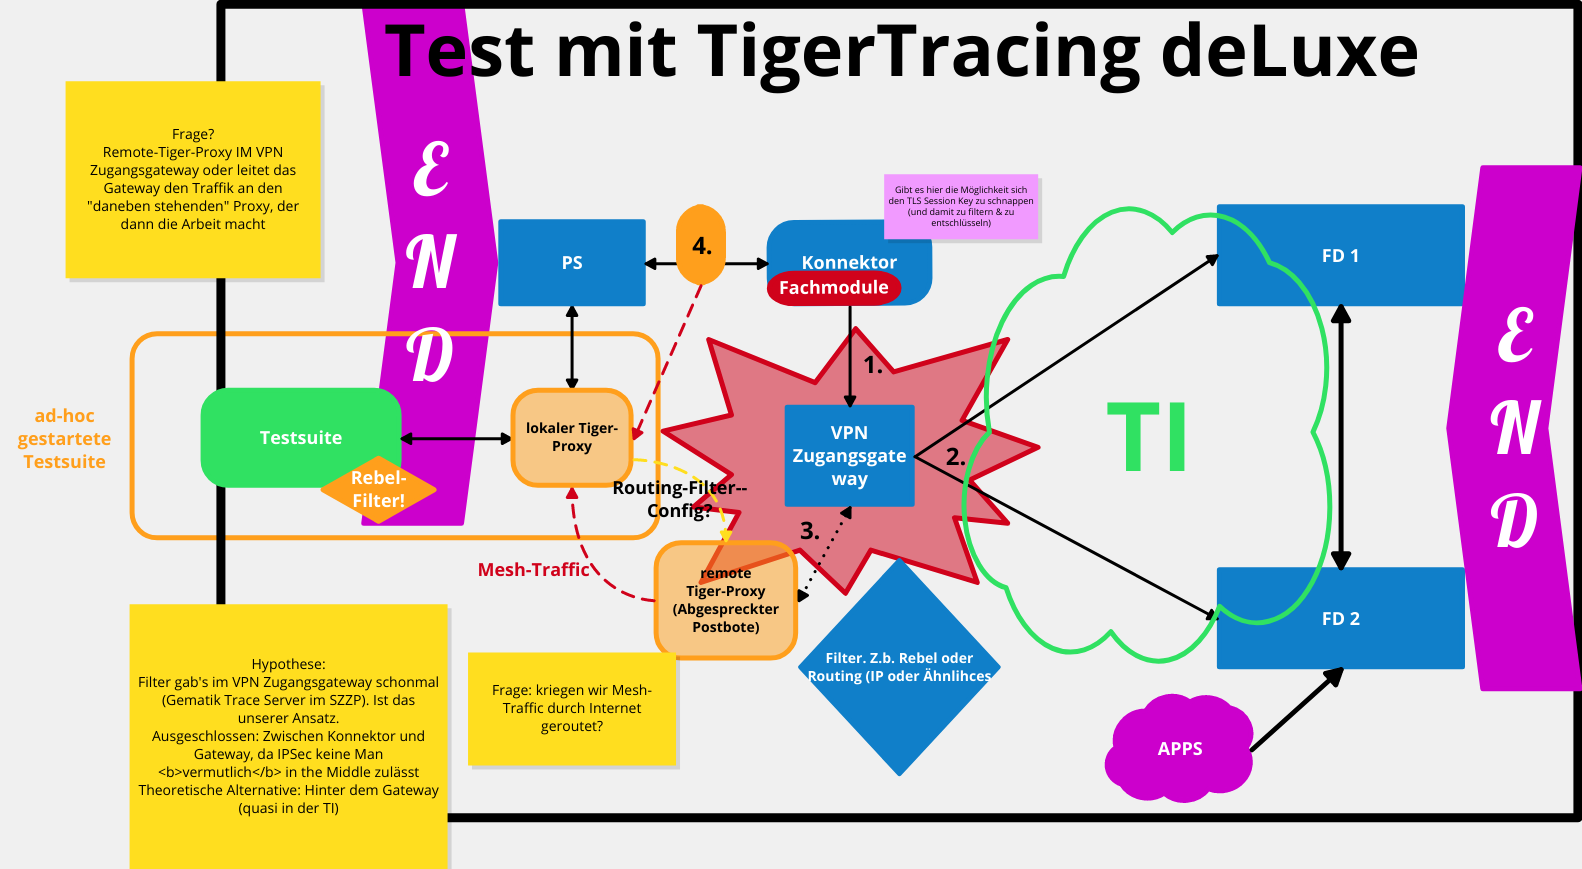 Test mit TigerTracing deLuxe
Frage?
Remote-Tiger-Proxy IM VPN
Zugangsgateway oder leitet das
Gateway den Traffik an den
"daneben stehenden" Proxy, der
dann die Arbeit macht
E
N
D
PS
4.
Konnektor
Fachmodule
Gibt es hier die Möglichkeit sich
den TLS Session Key zu schnappen
(und damit zu filtern & zu
entschlüsseln)
FD 1
E
N
D
ad-hoc
gestartete
Testsuite
Testsuite
Rebel-
Filter!
lokaler Tiger-
Proxy
1.
VPN
Zugangsgate
way
2.
3.
TI
Routing-Filter--
Config?
Mesh-Traffic
remote
Tiger-Proxy
(Abgespreckter
Postbote)
FD 2
Filter. Z.b. Rebel oder
Routing (IP oder Ähnlihces
Hypothese:
Filter gab's im VPN Zugangsgateway schonmal
(Gematik Trace Server im SZZP). Ist das
unserer Ansatz.
Ausgeschlossen: Zwischen Konnektor und
Gateway, da IPSec keine Man
<b>vermutlich</b> in the Middle zulässt
Theoretische Alternative: Hinter dem Gateway
(quasi in der TI)
Frage: kriegen wir Mesh-
Traffic durch Internet
geroutet?
APPS